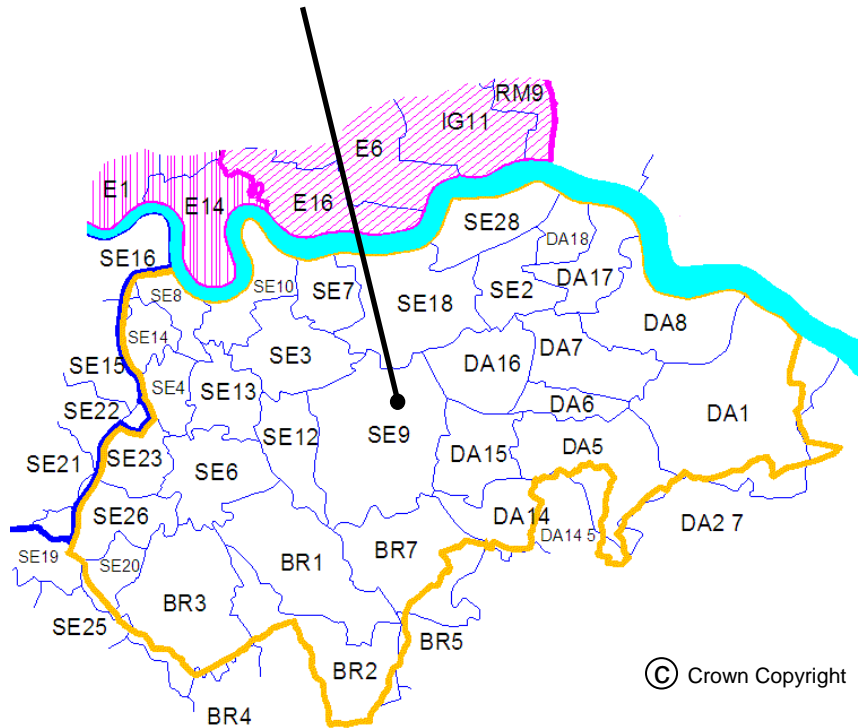 RM9
IG11
E6
E1
E14
E16
SE28
DA18
SE16
SE8
SE10
SE7
SE18
SE2
DA17
DA8
SE14
SE3
DA7
SE15
SE4
SE13
DA16
DA6
DA1
SE22
SE12
SE9
DA15
DA5
SE21
SE23
SE6
SE26
DA14
DA2 7
DA14 5
SE19
SE20
BR1
BR7
BR3
SE25
BR5
BR2
BR4
© Crown Copyright